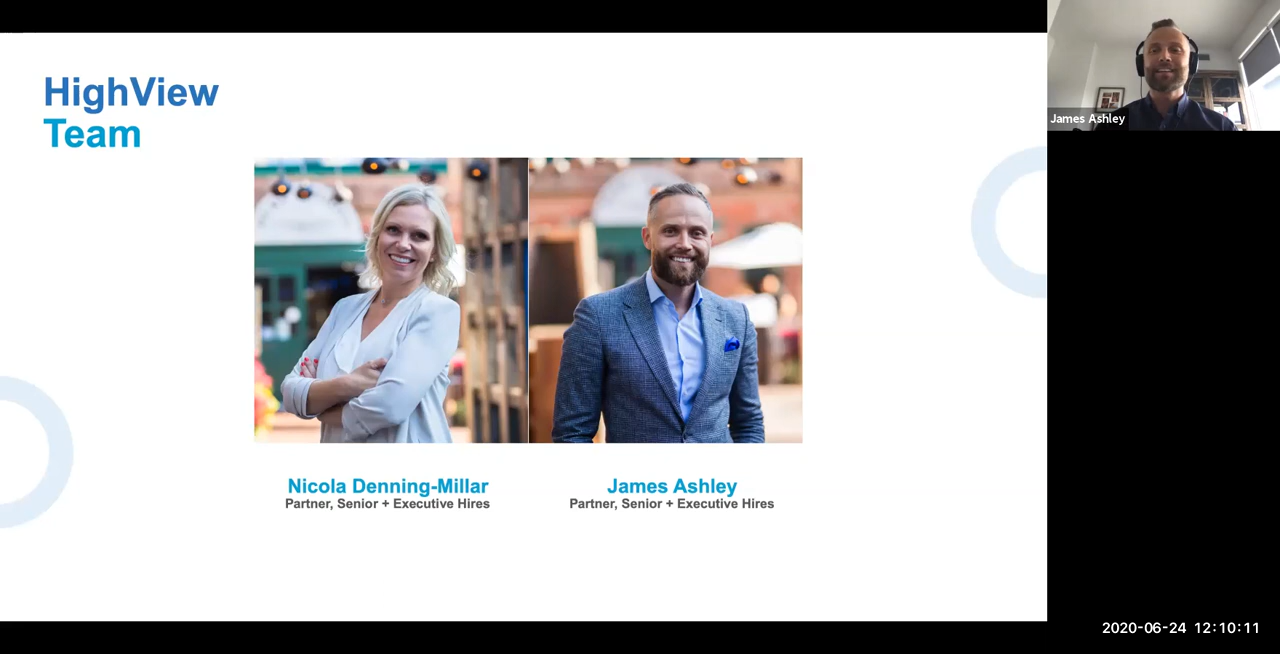 HighView
Team
James Ashley
Nicola Denning-Millar
Partner, Senior + Executive Hires
James Ashley
Partner, Senior + Executive Hires
2020-06-24 12:10:11